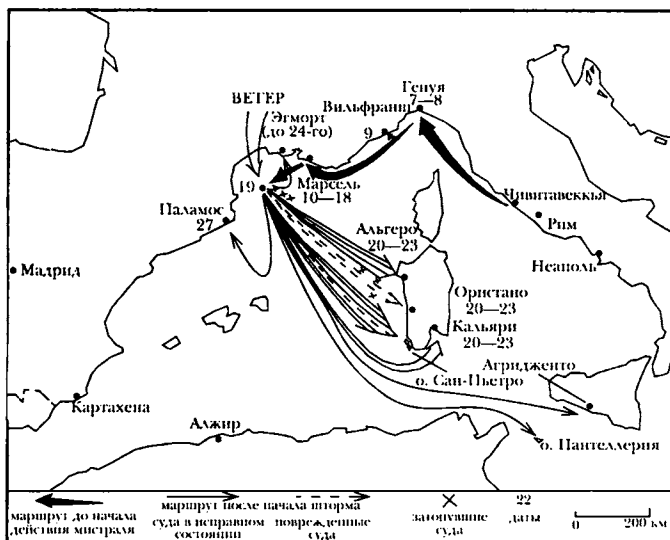 Генуя
7—8
ВЕТЕР
Вильфранш
Эгморт
(до 24-го)
9
19
Марсель
10—18
Чивитавеккья
Рим
Паламос
27
Альгеро
20—23
Неаполь
Мадрид
Ористано
20—23
Кальяри
20—23
Агридженто
о. Сан-Пьетро
Картахена
Алжир
о. Пантеллерия
маршрут до начала
действия мистраля
маршрут после начала шторма
суда в исправном
состоянии
поврежденные
суда
затонувшие
суда
22
даты
0 200 км